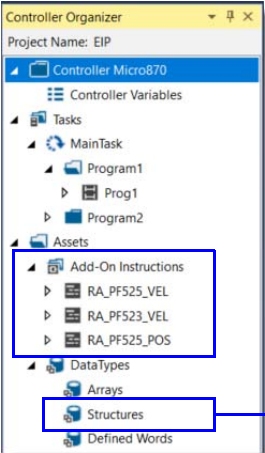 Controller Organizer
Project Name: EIP
Controller Micro870
Controller Variables
Tasks
MainTask
Program1
Prog1
Program2
Assets
Add-On Instructions
RA_PF525_VEL
RA_PF523_VEL
RA_PF525_POS
DataTypes
Arrays
Structures
Defined Words